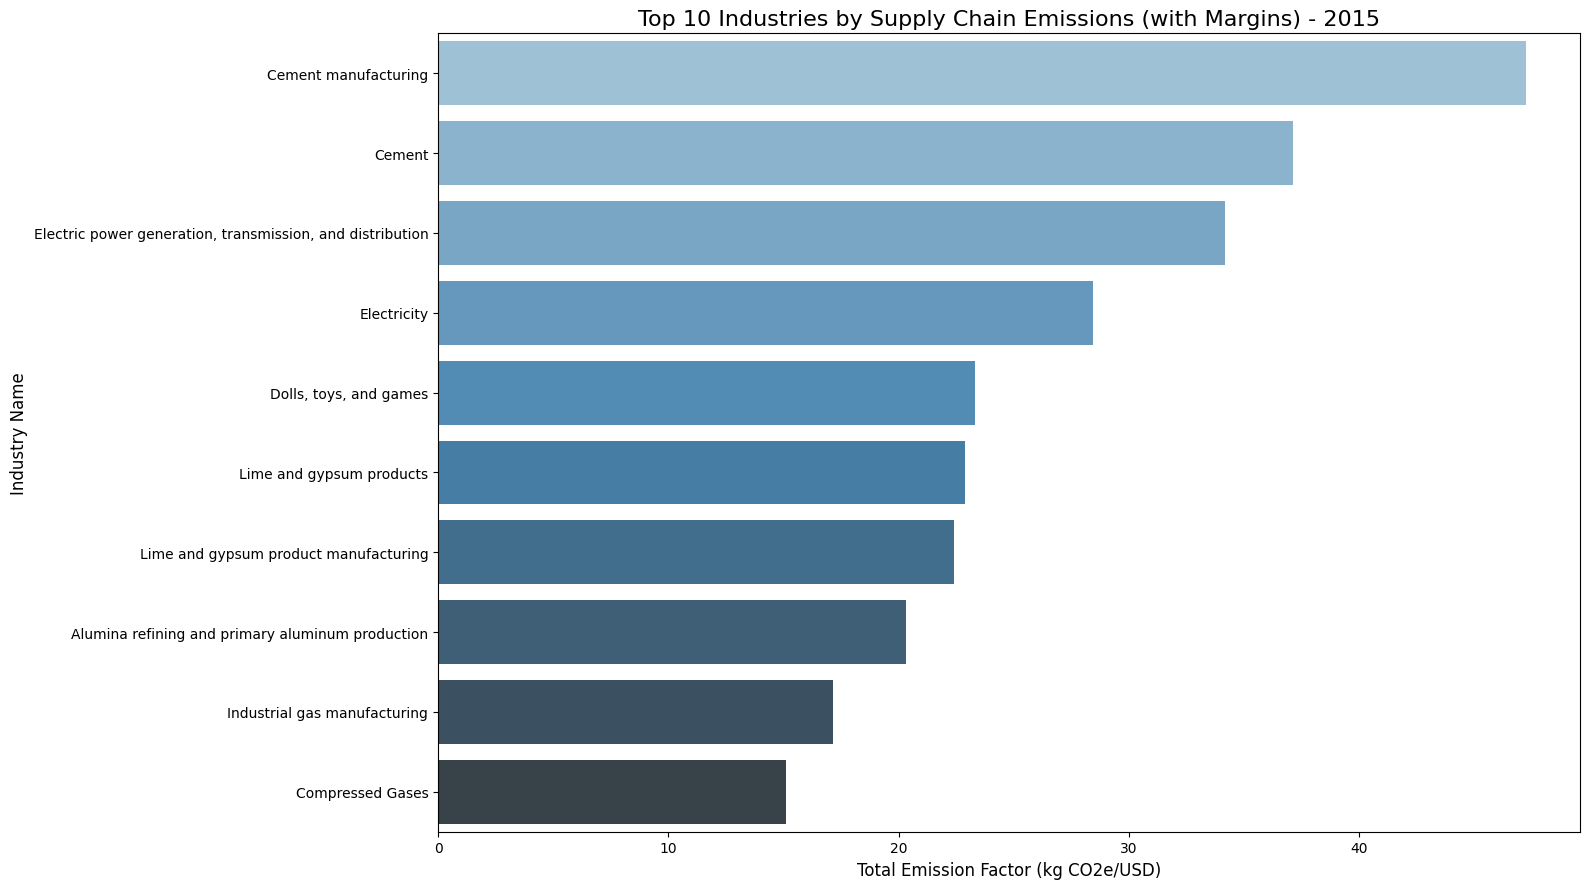 Top 10 Industries by Supply Chain Emissions (with Margins) - 2015
Industry Name
Cement manufacturing
Cement
Electric power generation, transmission, and distribution
Electricity
Dolls, toys, and games
Lime and gypsum products
Lime and gypsum product manufacturing
Alumina refining and primary aluminum production
Industrial gas manufacturing
Compressed Gases
0 10 20 30 40
Total Emission Factor (kg CO2e/USD)